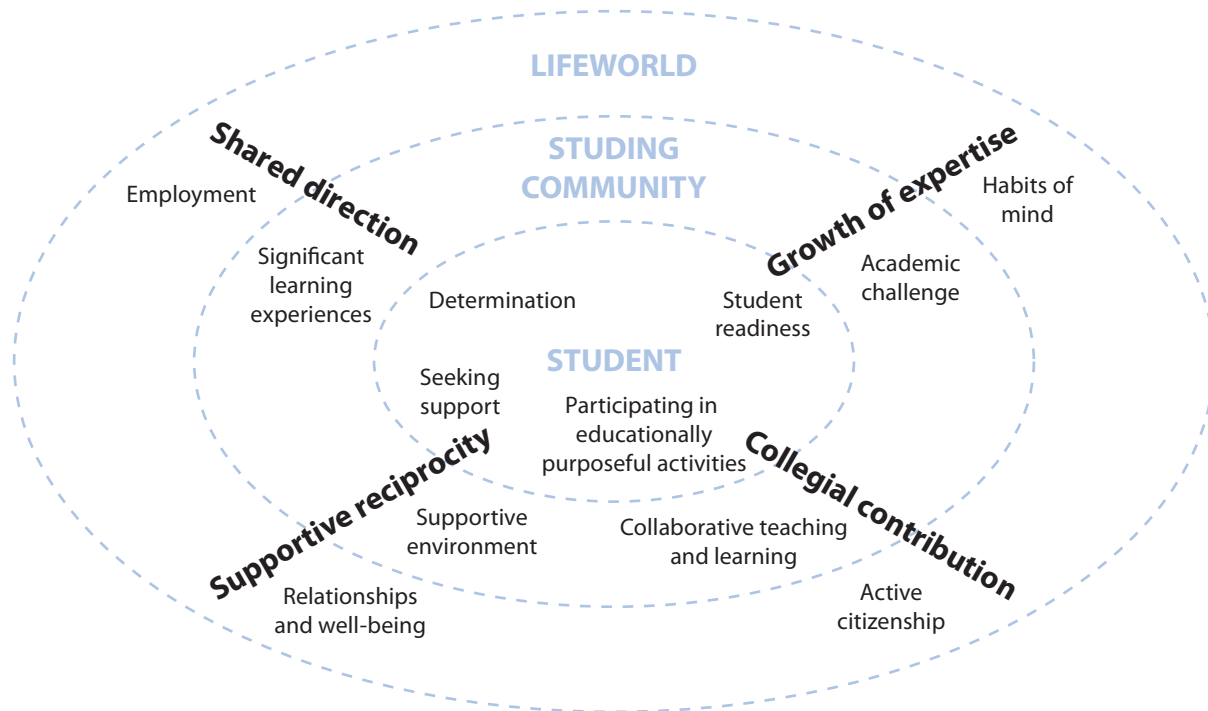 LIFEWORLD
STUDING
COMMUNITY
Shared direction
Growth of expertise
Employment
Habits of
mind
Significant
learning
experiences
Academic
challenge
Determination
Student
readiness
STUDENT
Seeking
support
Participating in
educationally
purposeful activities
Supportive reciprocity
Collegial contribution
Supportive
environment
Collaborative teaching
and learning
Relationships
and well-being
Active
citizenship